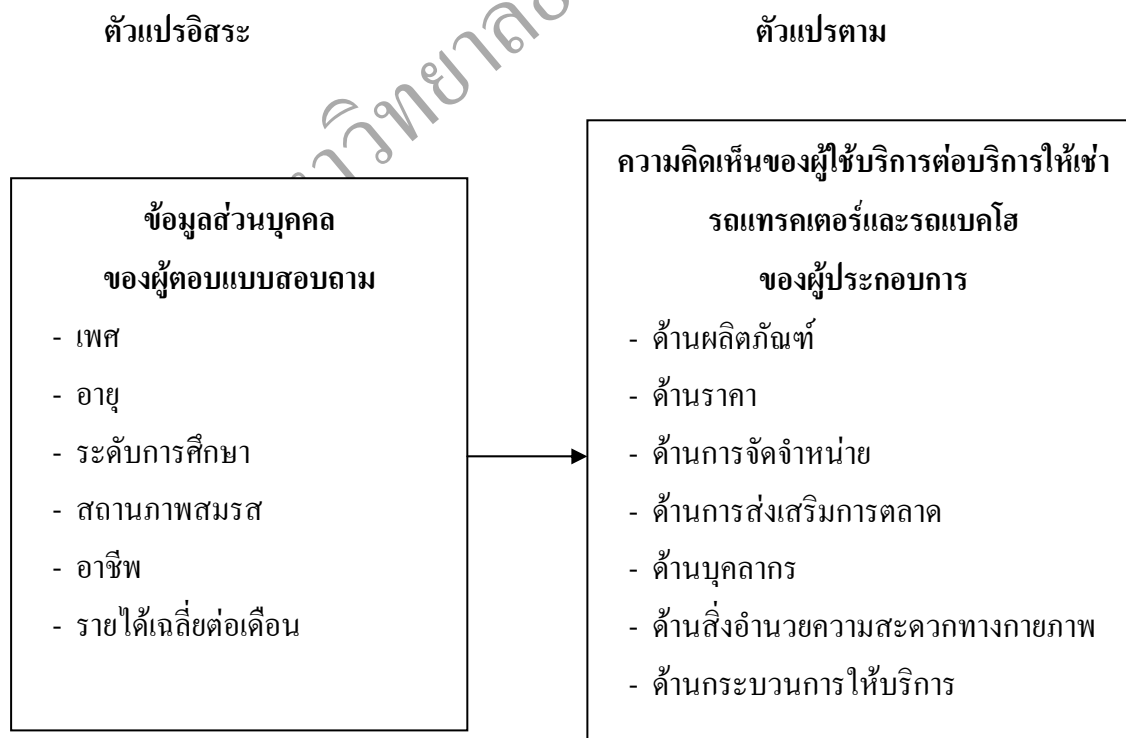 ตัวแปรอิสระ
ตัวแปรตาม
ข้อมูลส่วนบุคคล
ของผู้ตอบแบบสอบถาม
- เพศ
- อายุ
- ระดับการศึกษา
- สถานภาพสมรส
- อาชีพ
- รายได้เฉลี่ยต่อเดือน
ความคิดเห็นของผู้ใช้บริการต่อบริการให้เช่า
รถแทรคเตอร์และรถแบคโฮ
ของผู้ประกอบการ
- ด้านผลิตภัณฑ์
- ด้านราคา
- ด้านการจัดจำหน่าย
- ด้านการส่งเสริมการตลาด
- ด้านบุคลากร
- ด้านสิ่งอำนวยความสะดวกทางกายภาพ
- ด้านกระบวนการให้บริการ